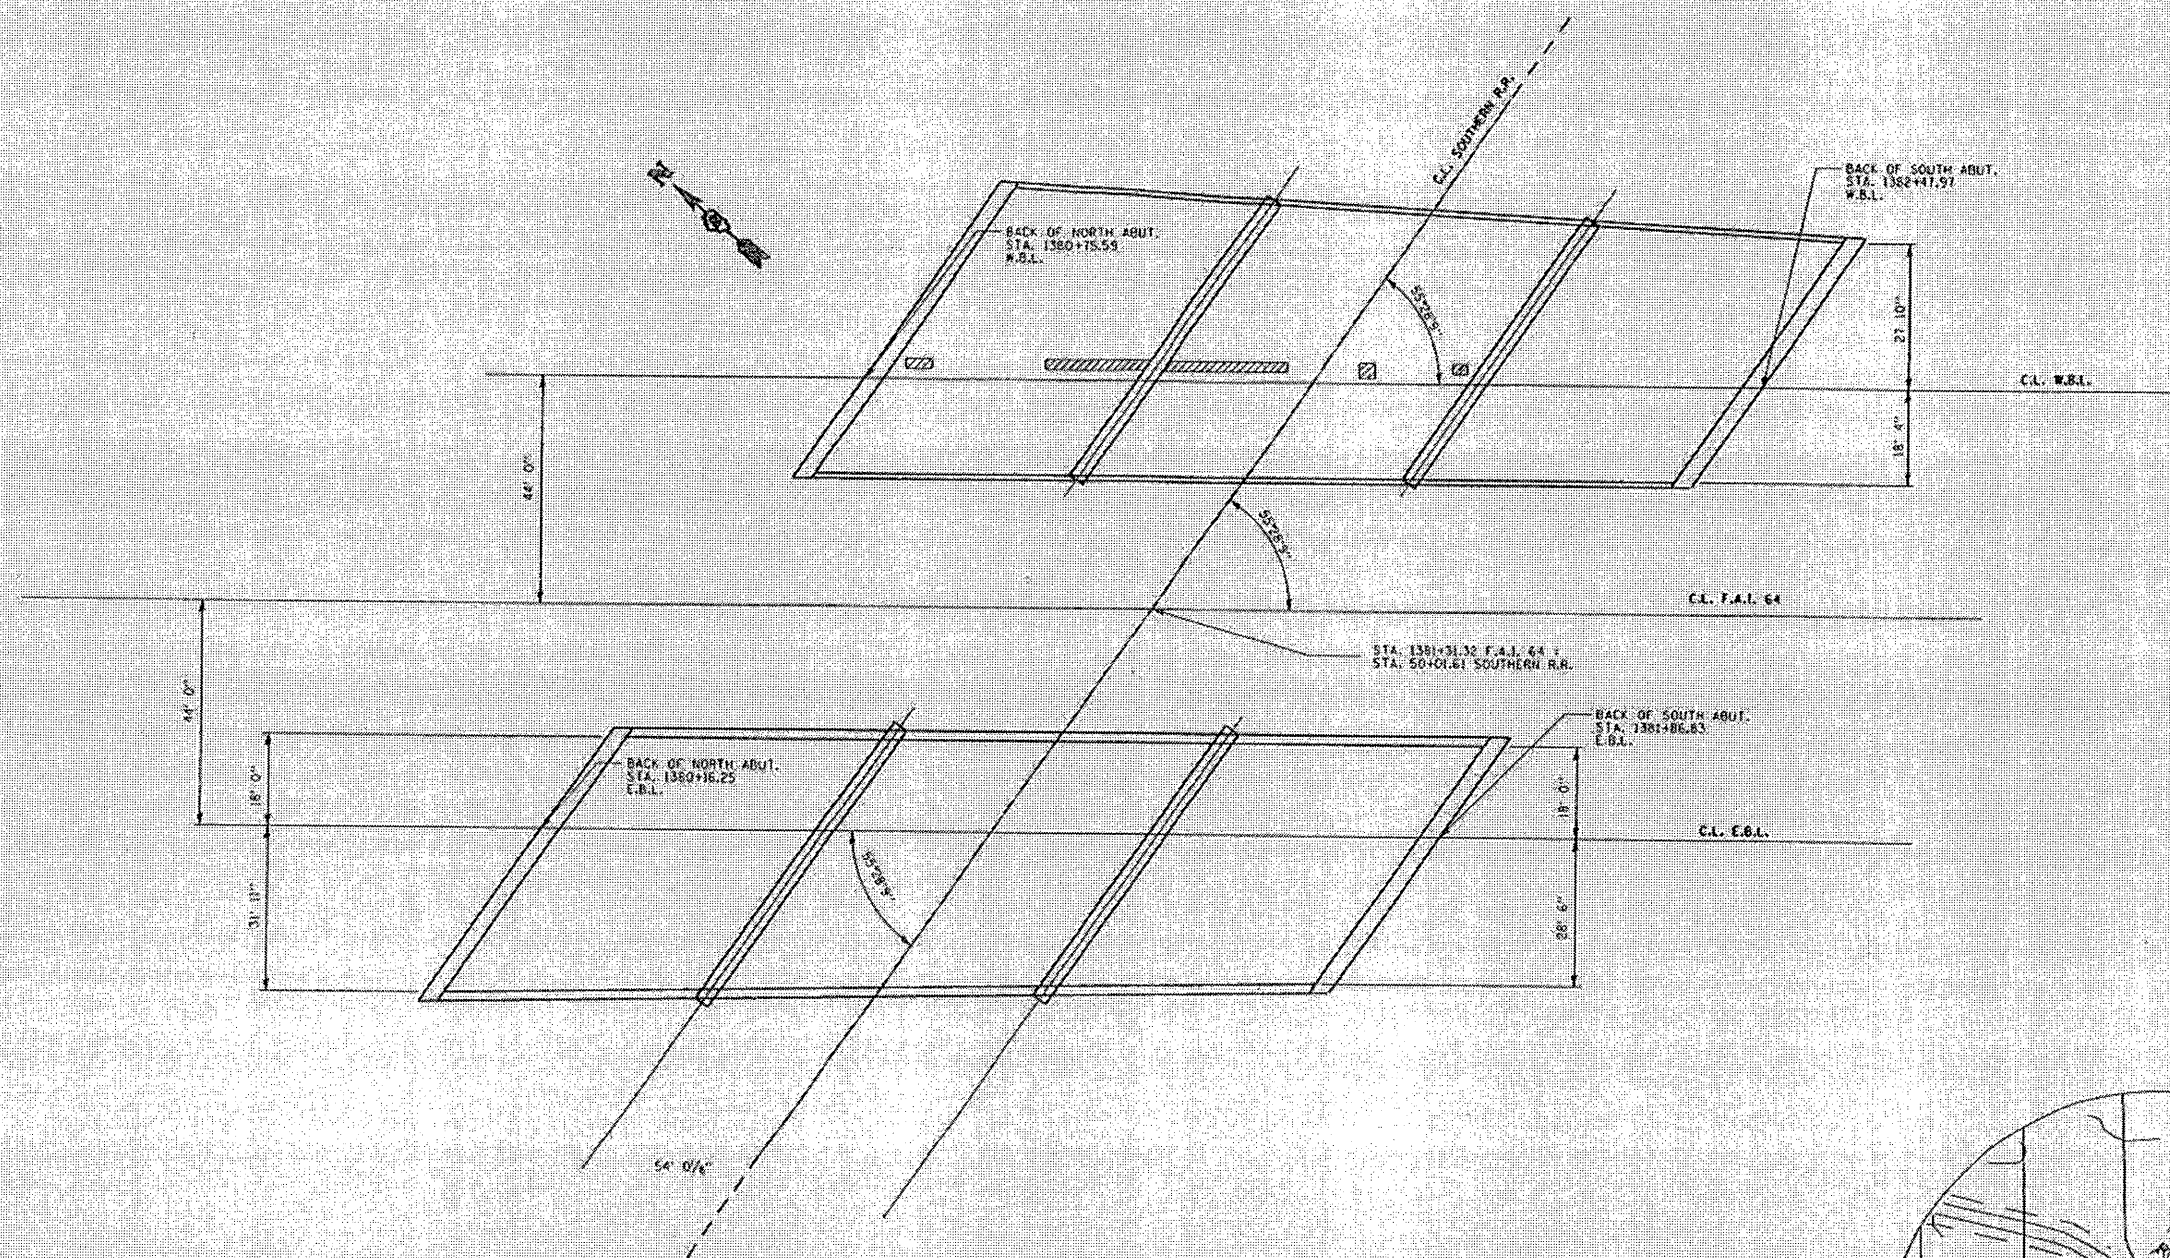 C.L. SOUTHERN R.R.
N
BACK OF SOUTH ABUT.
STA. 1382+47.97
W.B.L.
BACK OF NORTH ABUT.
STA. 1380+75.59
W.B.L.
55°28'9"
27' 10"
C.L. W.B.L.
18' 4"
44' 0"
55°28'9"
C.L. F.A.I. 64
STA. 1381+31.32 F.A.I. 64 =
STA. 50+01.61 SOUTHERN R.R.
44' 0"
BACK OF SOUTH ABUT.
STA. 1381+86.83
E.B.L.
BACK OF NORTH ABUT.
STA. 1380+16.25
E.B.L.
18' 0"
18' 0"
C.L. E.B.L.
55°28'9"
31' 11"
28' 6"